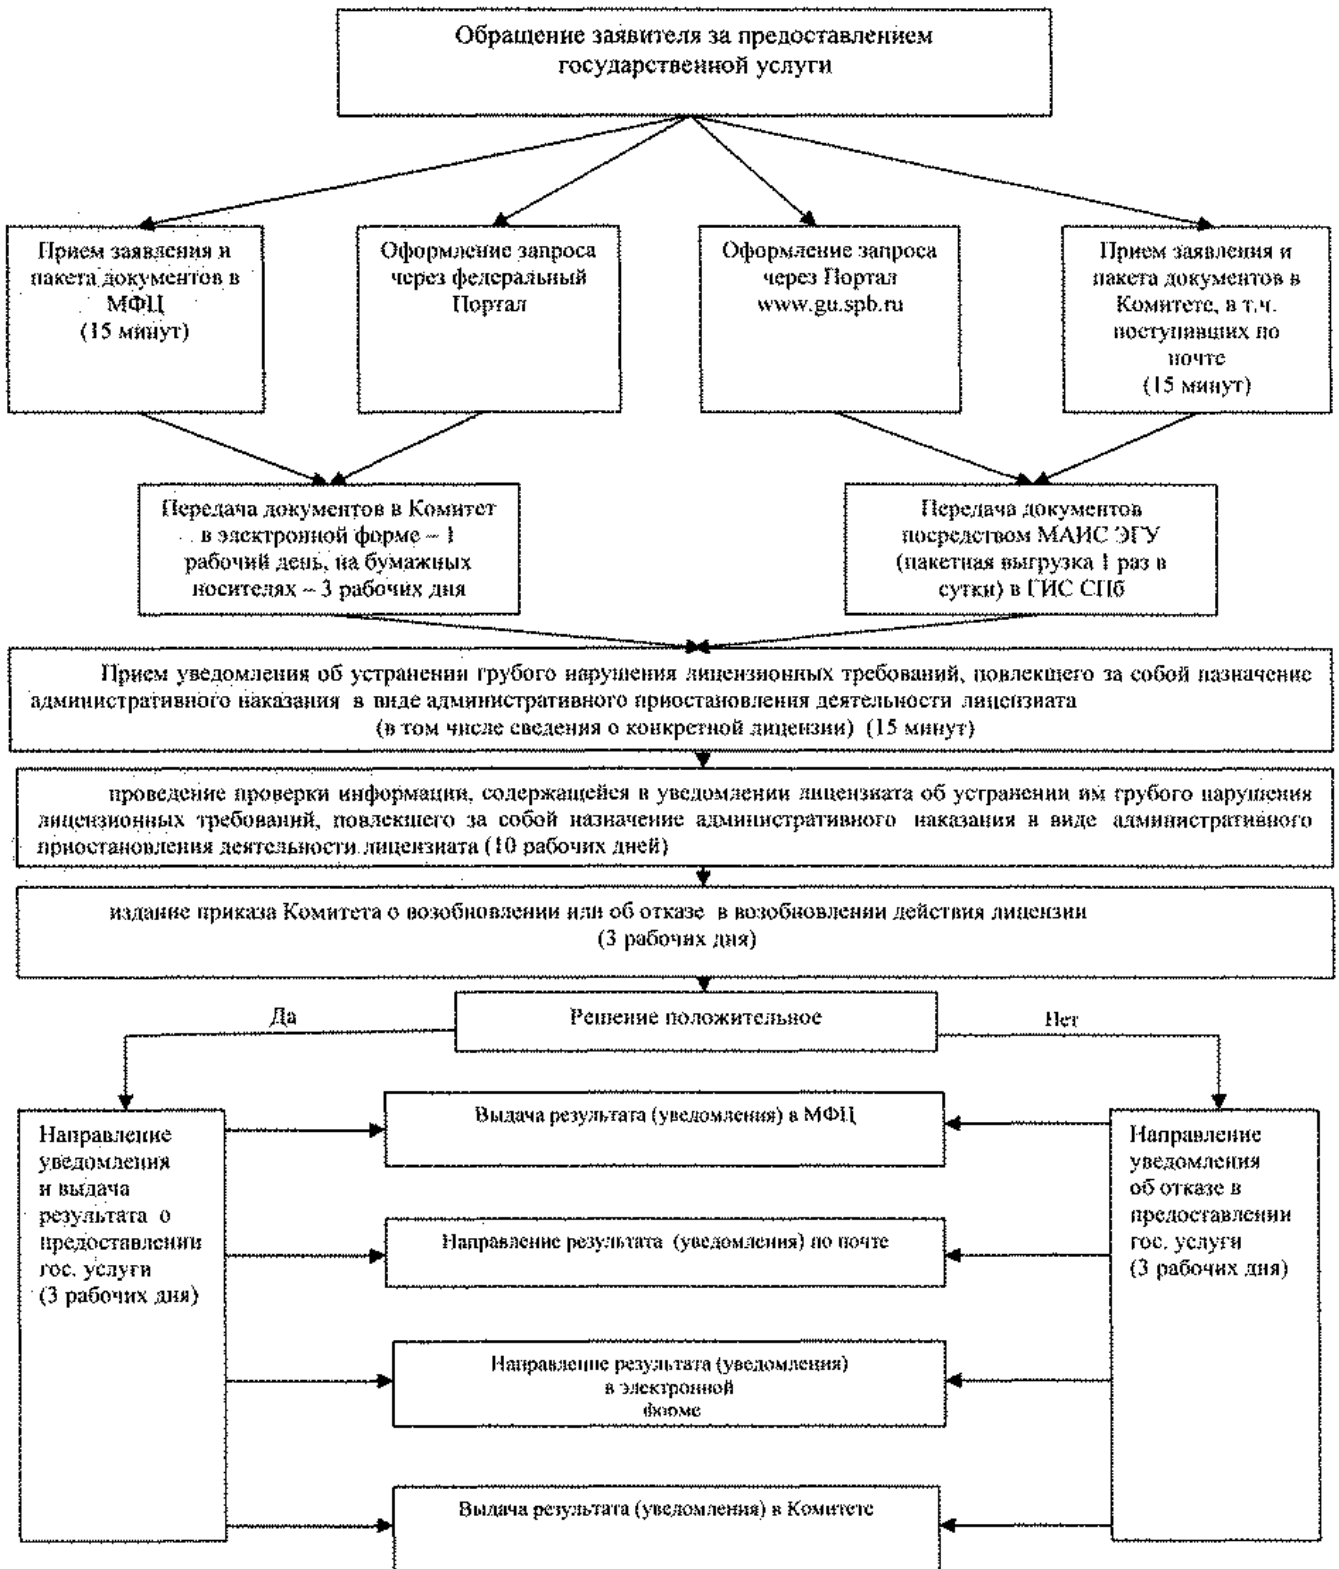 Обращение заявителя за предоставлением
государственной услуги
Прием заявления и
пакета документов в
МФЦ
(15 минут)
Оформление запроса
через федеральный
Портал
Оформление запроса
через Портал
www.gu.spb.ru
Прием заявления и
пакета документов в
Комитете, в т.ч.
поступивших по
почте
(15 минут)
Передача документов в Комитет
в электронной форме – 1
рабочий день, на бумажных
носителях – 3 рабочих дня
Передача документов
посредством МАИС ЭГУ
(пакетная выгрузка 1 раз в
сутки) в ГИС СПб
Прием уведомления об устранении грубого нарушения лицензионных требований, повлекшего за собой назначение
административного наказания в виде административного приостановления деятельности лицензиата
(в том числе сведения о конкретной лицензии) (15 минут)
проведение проверки информации, содержащейся в уведомлении лицензиата об устранении им грубого нарушения
лицензионных требований, повлекшего за собой назначение административного наказания в виде административного
приостановления деятельности лицензиата (10 рабочих дней)
издание приказа Комитета о возобновлении или об отказе в возобновлении действия лицензии
(3 рабочих дня)
Да
Решение положительное
Нет
Направление
уведомления
и выдача
результата о
предоставлении
гос. услуги
(3 рабочих дня)
Выдача результата (уведомления) в МФЦ
Направление результата (уведомления) по почте
Направление результата (уведомления)
в электронной
форме
Выдача результата (уведомления) в Комитете
Направление
уведомления
об отказе в
предоставлении
гос. услуги
(3 рабочих дня)